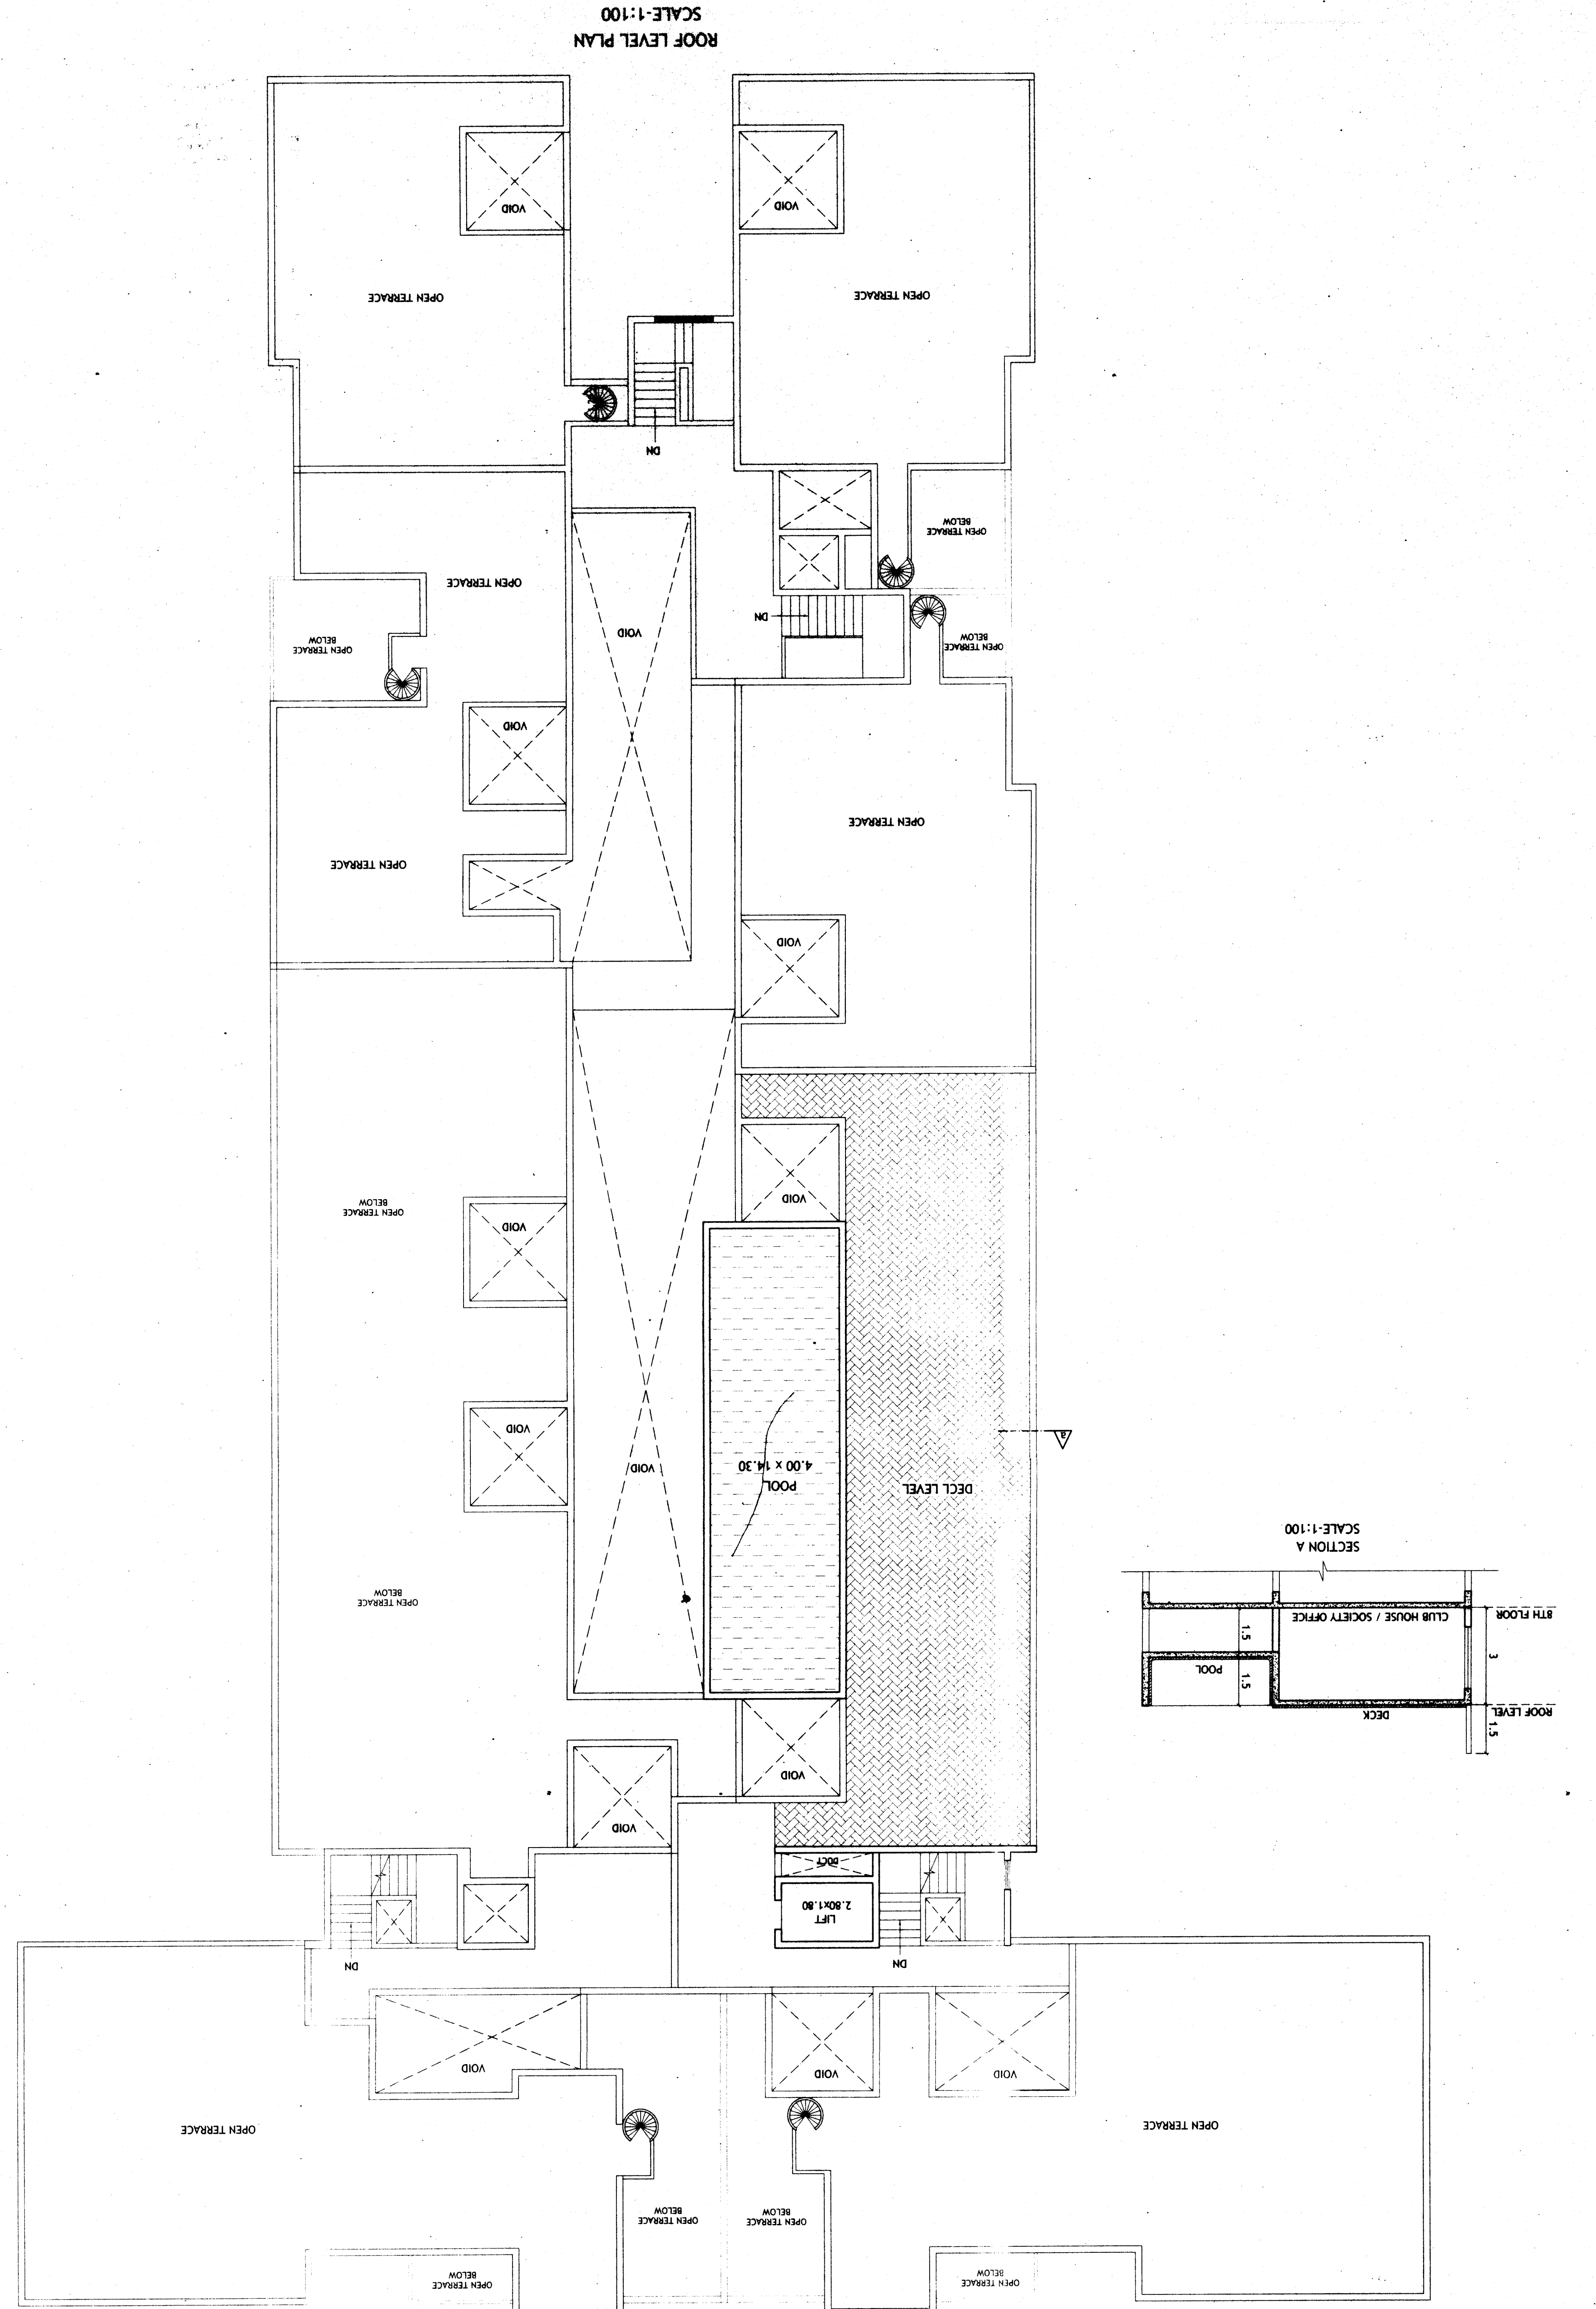 OPEN TERRACE
BELOW
OPEN TERRACE
BELOW
OPEN TERRACE
BELOW
OPEN TERRACE
BELOW
OPEN TERRACE
OPEN TERRACE
VOID
VOID
VOID
DN
DN
LIFT
2.80x1.80
DUCT
VOID
VOID
1.5
ROOF LEVEL
DECK
1.5
POOL
3
1.5
8TH FLOOR
CLUB HOUSE / SOCIETY OFFICE
SECTION A
SCALE-1:100
OPEN TERRACE
BELOW
DECL LEVEL
POOL
4.00 x 14.30
VOID
a
VOID
VOID
OPEN TERRACE
BELOW
VOID
VOID
OPEN TERRACE
OPEN TERRACE
VOID
OPEN TERRACE
BELOW
OPEN TERRACE
BELOW
VOID
DN
OPEN TERRACE
OPEN TERRACE
BELOW
DN
OPEN TERRACE
OPEN TERRACE
VOID
VOID
ROOF LEVEL PLAN
SCALE-1:100